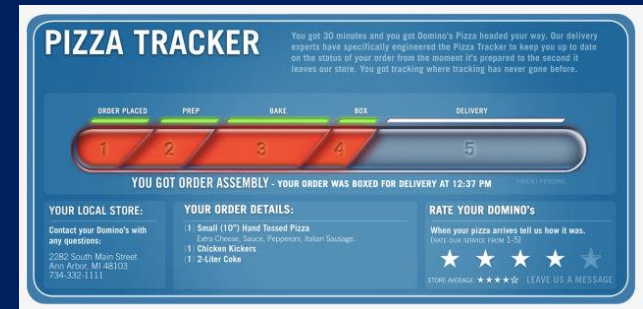 PIZZA TRACKER
You got 30 minutes and you got Domino's Pizza headed your way. Our delivery
experts have specifically engineered the Pizza Tracker to keep you up to date
on the status of your order from the moment it's prepared to the second it
leaves our store. You got tracking where tracking has never gone before.
ORDER PLACED PREP BAKE BOX DELIVERY
1 2 3 4 5
YOU GOT ORDER ASSEMBLY - YOUR ORDER WAS BOXED FOR DELIVERY AT 12:37 PM PATENT PENDING
YOUR LOCAL STORE:
Contact your Domino's with
any questions:
2282 South Main Street
Ann Arbor, MI 48103
734-332-1111
YOUR ORDER DETAILS:
(1) Small (10") Hand Tossed Pizza
Extra Cheese, Sauce, Pepperoni, Italian Sausage.
(1) Chicken Kickers
(1) 2-Liter Coke
RATE YOUR DOMINO's
When your pizza arrives tell us how it was.
(RATE OUR SERVICE FROM 1-5)
STORE AVERAGE: LEAVE US A MESSAGE